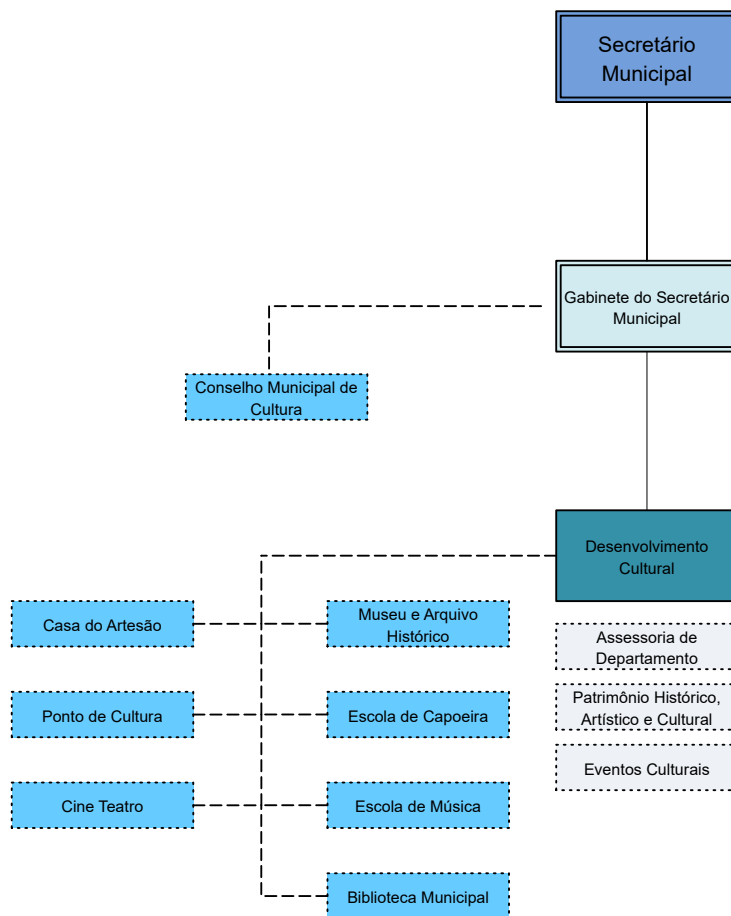 Secretário
Municipal
Gabinete do Secretário
Municipal
Conselho Municipal de
Cultura
Desenvolvimento
Cultural
Casa do Artesão
Museu e Arquivo
Histórico
Assessoria de
Departamento
Ponto de Cultura
Escola de Capoeira
Patrimônio Histórico,
Artístico e Cultural
Eventos Culturais
Cine Teatro
Escola de Música
Biblioteca Municipal